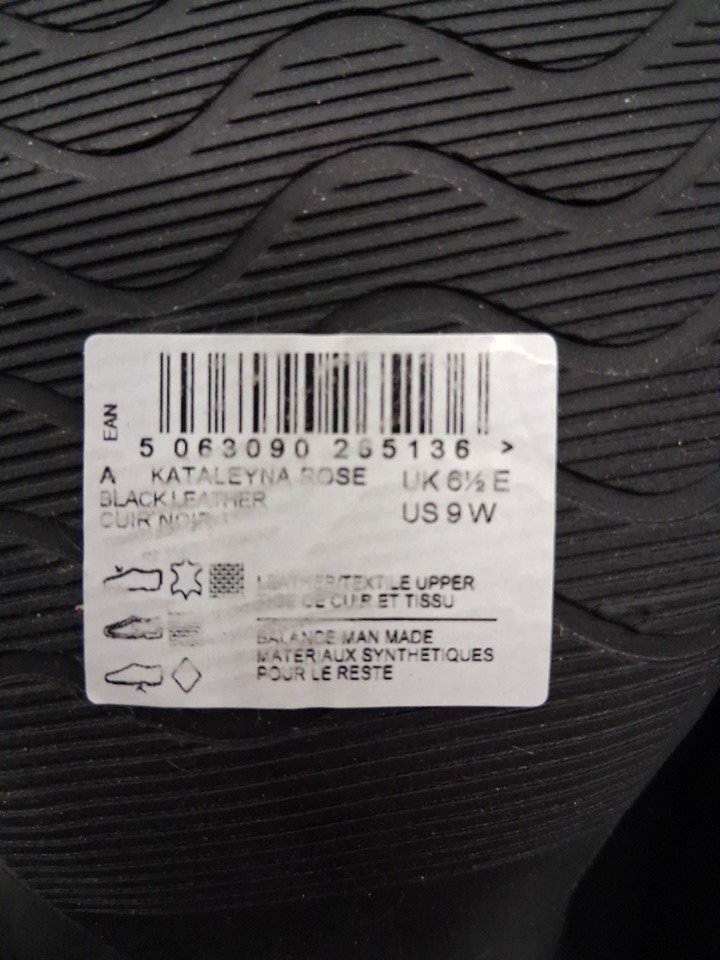 EAN
5 063090 265136 >
A KATALEYNA ROSE
UK 6½ E
BLACK LEATHER
CUIR NOIR
US 9 W
LEATHER/TEXTILE UPPER
DE CUIR ET TISSU
BALANCE MAN MADE
MATERIAUX SYNTHETIQUES
POUR LE RESTE